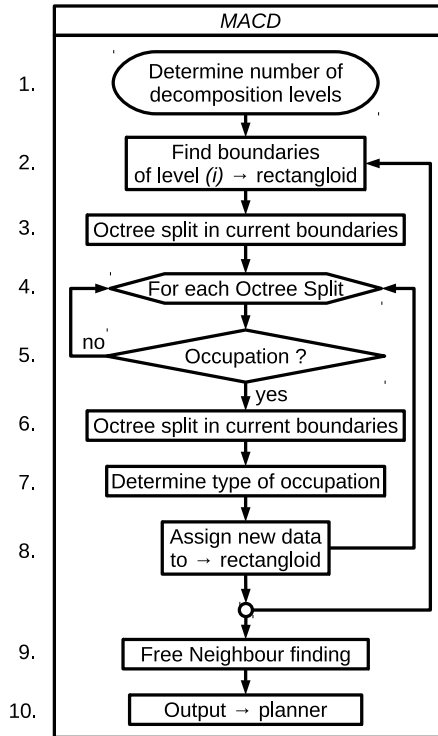 MACD
1.
Determine number of
decomposition levels
2.
Find boundaries
of level (i) → rectangloid
3.
Octree split in current boundaries
4.
For each Octree Split
no
5.
Occupation ?
yes
6.
Octree split in current boundaries
7.
Determine type of occupation
8.
Assign new data
to → rectangloid
9.
Free Neighbour finding
10.
Output → planner